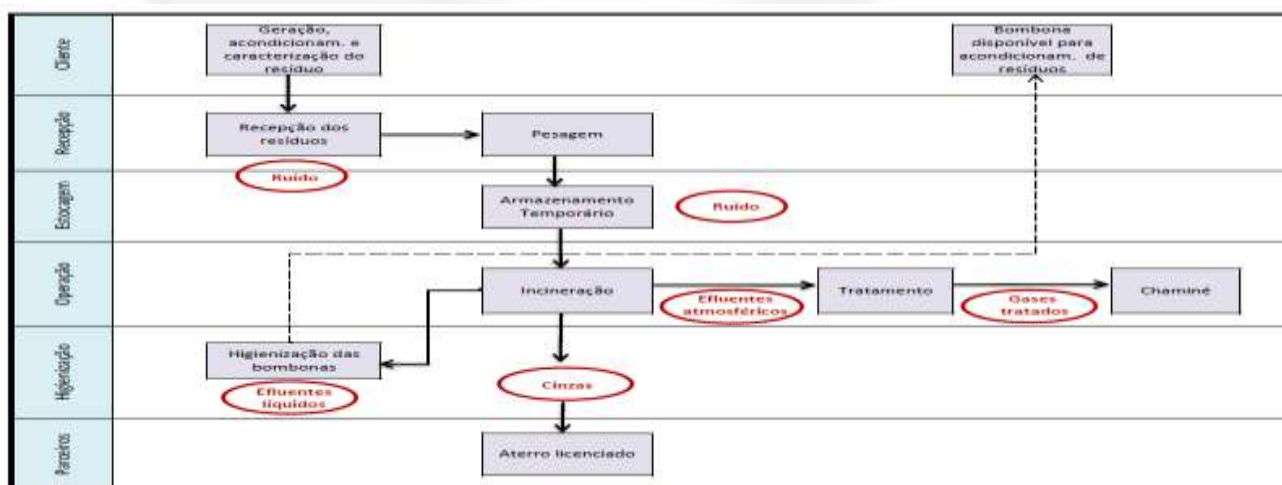 Cliente
Geração,
acondicionam. e
caracterização do
resíduo
Bombona
disponível para
acondicionam. de
resíduos
Recepção
Recepção dos
resíduos
Pesagem
Ruído
Estocagem
Armazenamento
Temporário
Ruído
Operação
Incineração
Efluentes
atmosféricos
Tratamento
Gases
tratados
Chaminé
Higienização
Higienização das
bombonas
Efluentes
líquidos
Cinzas
Parceiros
Aterro licenciado